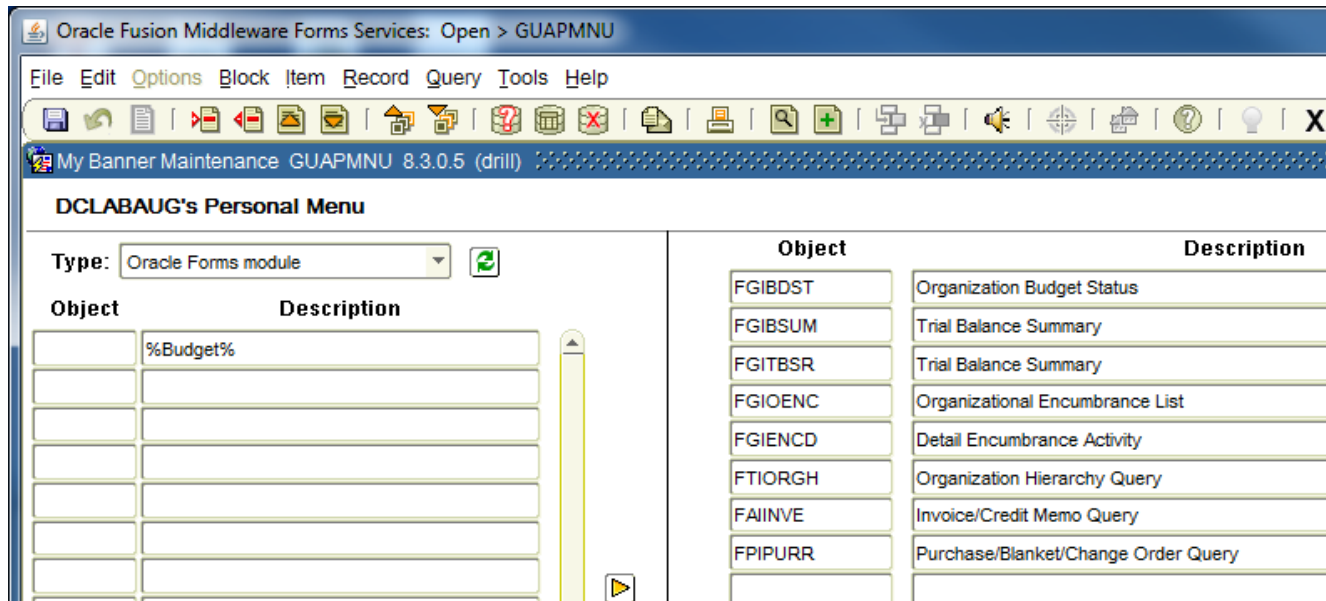 Oracle Fusion Middleware Forms Services: Open > GUAPMNU
File Edit Options Block Item Record Query Tools Help
X
My Banner Maintenance GUAPMNU 8.3.0.5 (drill)
DCLABAUG's Personal Menu
Type: Oracle Forms module
Object Description
%Budget%
Object Description
FGIBDST Organization Budget Status
FGIBSUM Trial Balance Summary
FGITBSR Trial Balance Summary
FGIOENC Organizational Encumbrance List
FGIENCD Detail Encumbrance Activity
FTIORGH Organization Hierarchy Query
FAIINVE Invoice/Credit Memo Query
FPIPURR Purchase/Blanket/Change Order Query